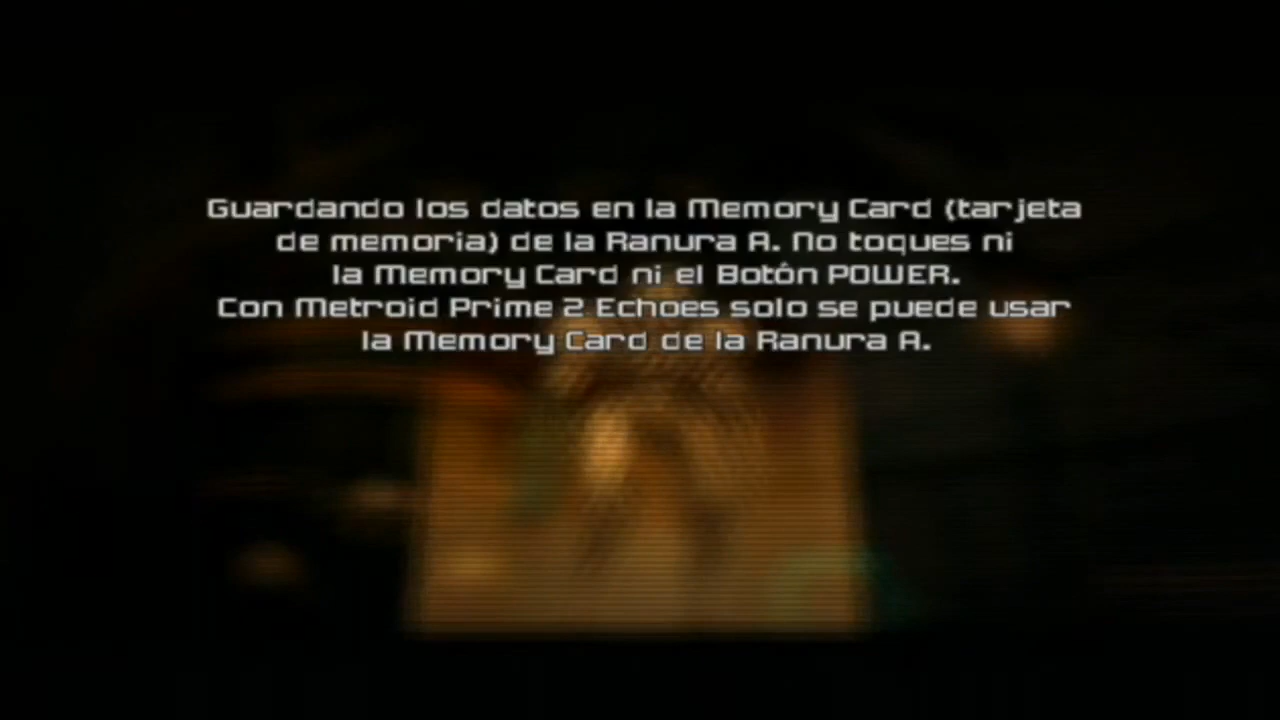 Guardando los datos en la Memory Card (tarjeta
de memoria) de la Ranura A. No toques ni
la Memory Card ni el Botón POWER.
Con Metroid Prime 2 Echoes solo se puede usar
la Memory Card de la Ranura A.